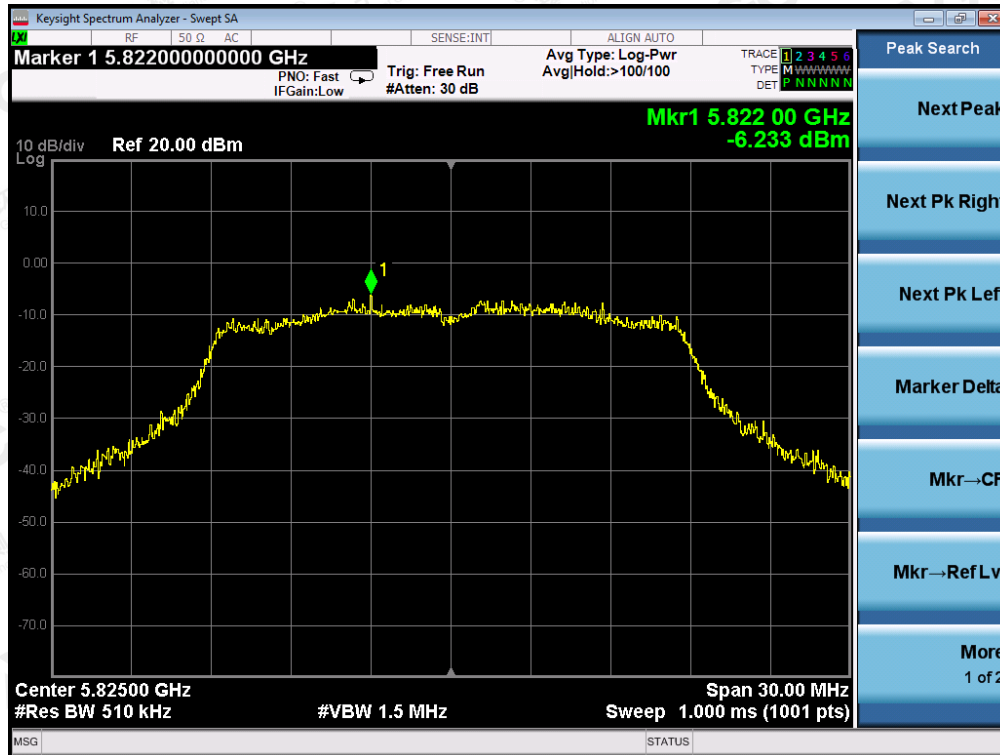 Keysight Spectrum Analyzer - Swept SA
LXI RF 50 Ω AC SENSE:INT ALIGN AUTO
Marker 1 5.822000000000 GHz
PNO: Fast
IFGain:Low
Trig: Free Run
#Atten: 30 dB
Avg Type: Log-Pwr
Avg|Hold:>100/100
TRACE 1 2 3 4 5 6
TYPE M WWWWW
DET P N N N N N
Peak Search
Mkr1 5.822 00 GHz
-6.233 dBm
10 dB/div Ref 20.00 dBm
Log
10.0
0.00
-10.0
-20.0
-30.0
-40.0
-50.0
-60.0
-70.0
1
Center 5.82500 GHz Span 30.00 MHz
#Res BW 510 kHz #VBW 1.5 MHz Sweep 1.000 ms (1001 pts)
MSG STATUS
Next Peak
Next Pk Right
Next Pk Left
Marker Delta
Mkr→CF
Mkr→Ref Lv
More
1 of 2